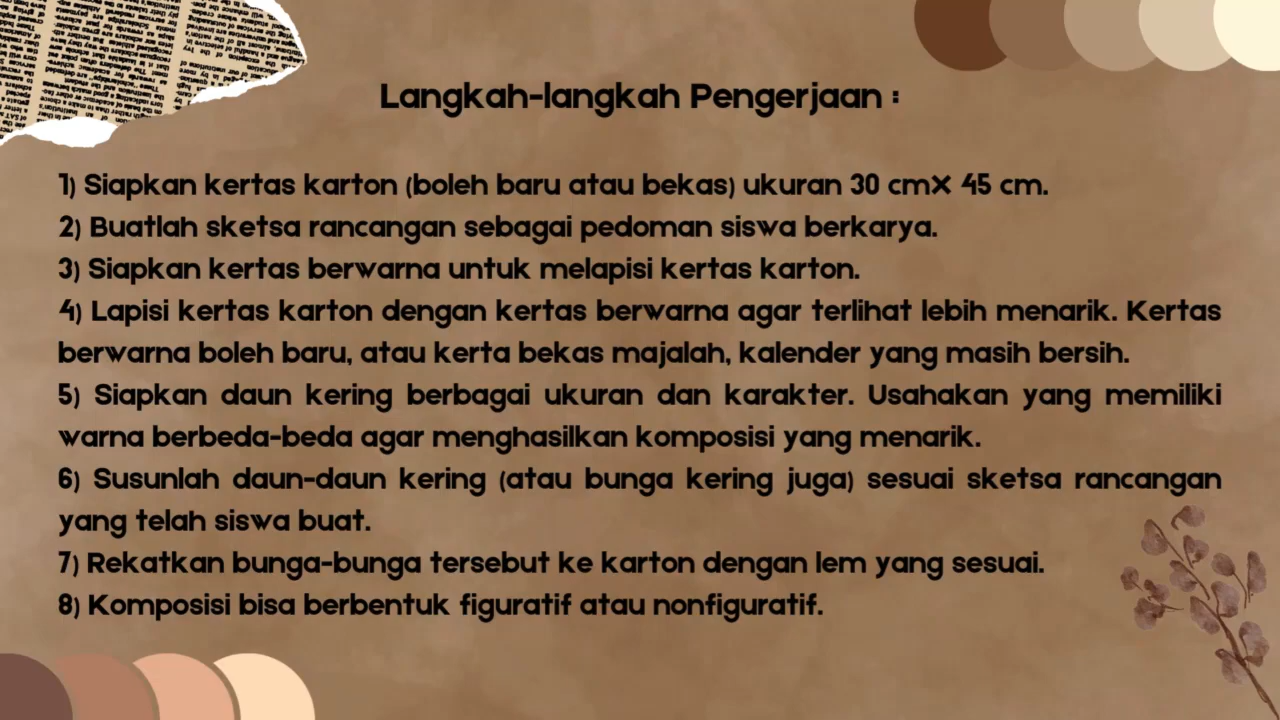 Langkah-langkah Pengerjaan :
1) Siapkan kertas karton (boleh baru atau bekas) ukuran 30 cm× 45 cm.
2) Buatlah sketsa rancangan sebagai pedoman siswa berkarya.
3) Siapkan kertas berwarna untuk melapisi kertas karton.
4) Lapisi kertas karton dengan kertas berwarna agar terlihat lebih menarik. Kertas
berwarna boleh baru, atau kerta bekas majalah, kalender yang masih bersih.
5) Siapkan daun kering berbagai ukuran dan karakter. Usahakan yang memiliki
warna berbeda-beda agar menghasilkan komposisi yang menarik.
6) Susunlah daun-daun kering (atau bunga kering juga) sesuai sketsa rancangan
yang telah siswa buat.
7) Rekatkan bunga-bunga tersebut ke karton dengan lem yang sesuai.
8) Komposisi bisa berbentuk figuratif atau nonfiguratif.